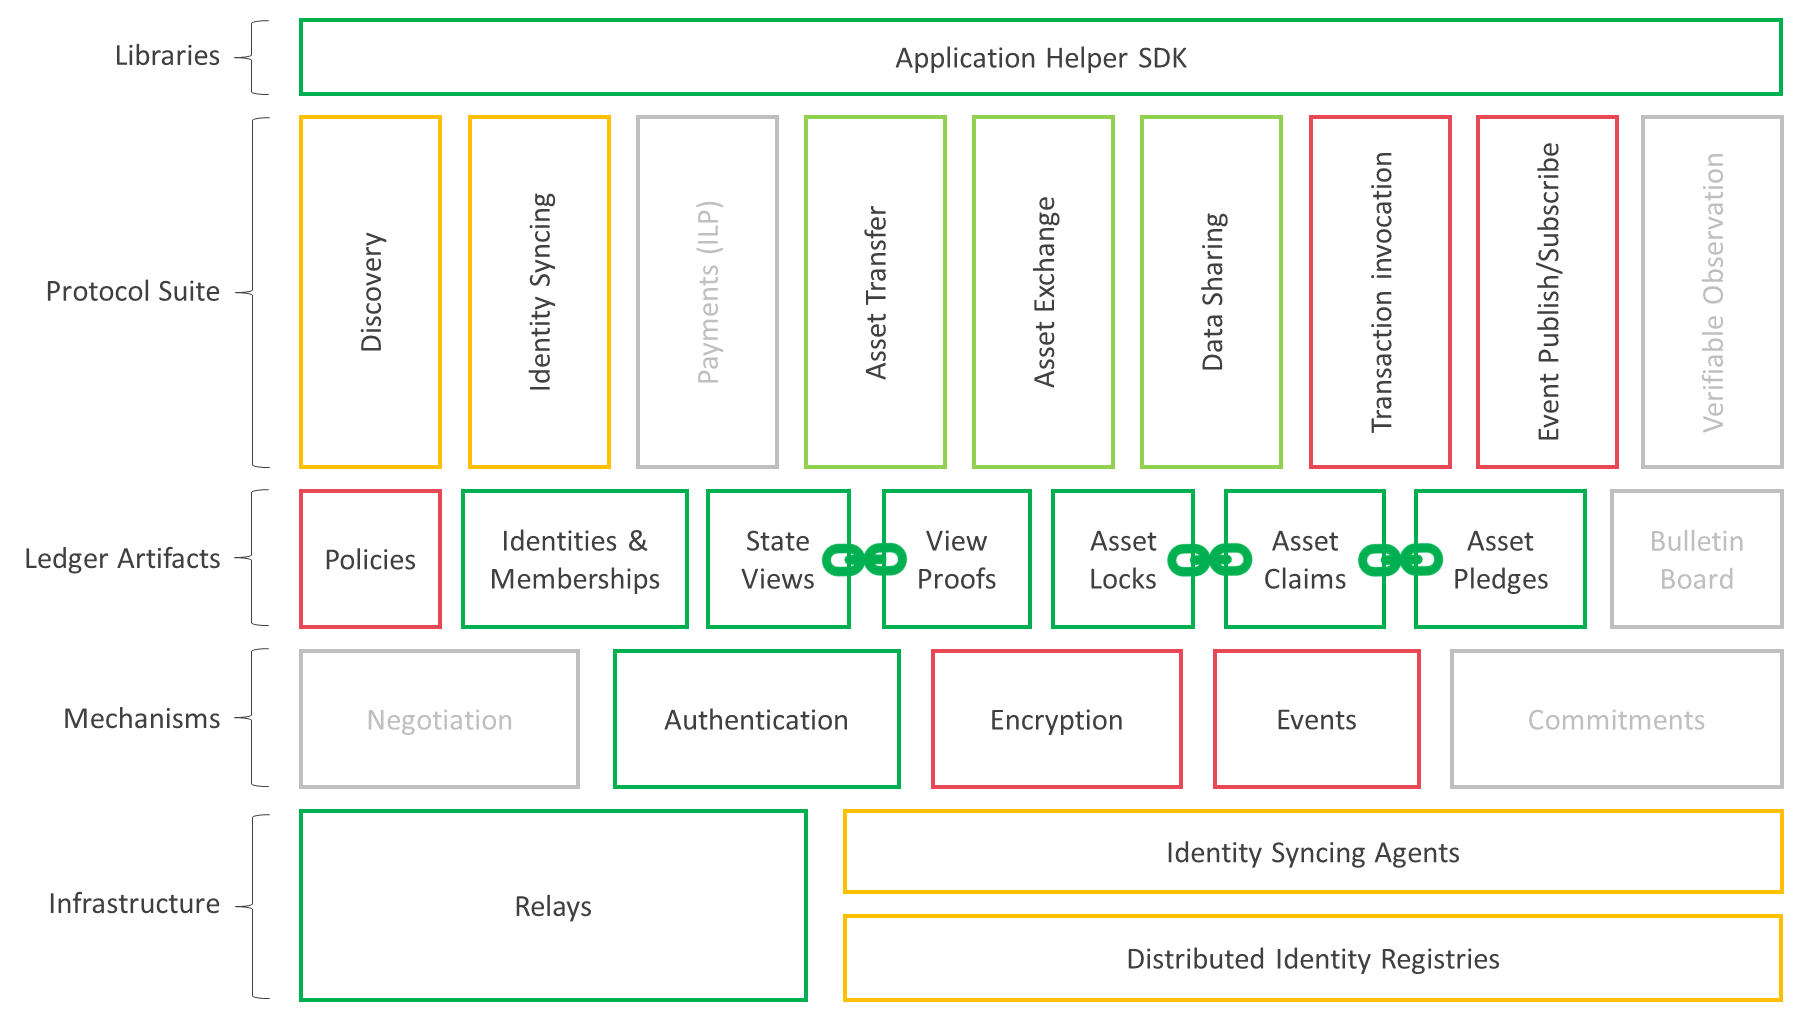 Libraries
Application Helper SDK
Protocol Suite
Discovery
Identity Syncing
Payments (ILP)
Asset Transfer
Asset Exchange
Data Sharing
Transaction invocation
Event Publish/Subscribe
Verifiable Observation
Ledger Artifacts
Policies
Identities &
Memberships
State
Views
View
Proofs
Asset
Locks
Asset
Claims
Asset
Pledges
Bulletin
Board
Mechanisms
Negotiation
Authentication
Encryption
Events
Commitments
Infrastructure
Relays
Identity Syncing Agents
Distributed Identity Registries